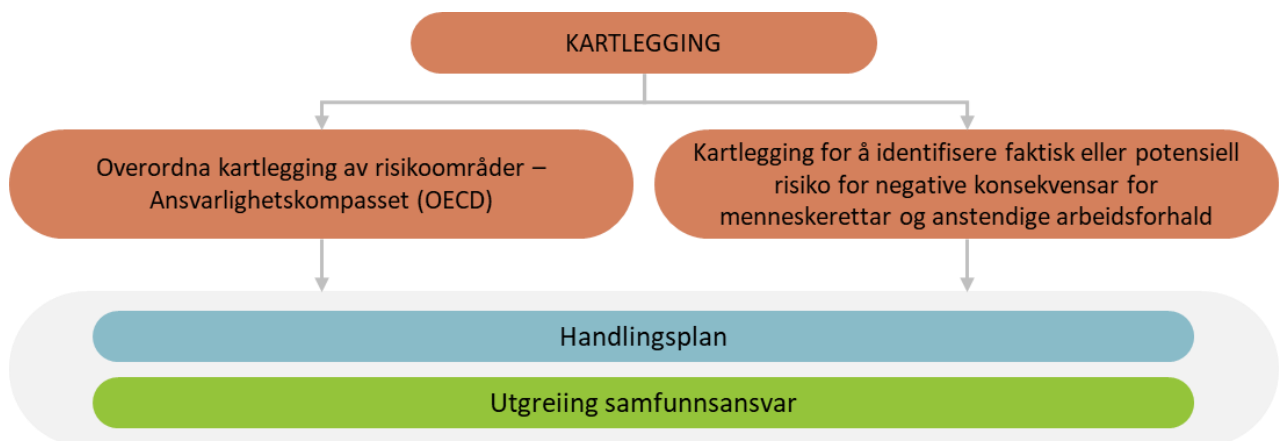 KARTLEGGING
Overordna kartlegging av risikoområder –
Ansvarlighetskompasset (OECD)
Kartlegging for å identifisere faktisk eller potensiell
risiko for negative konsekvensar for
menneskerettar og anstendige arbeidsforhald
Handlingsplan
Utgreiing samfunnsansvar